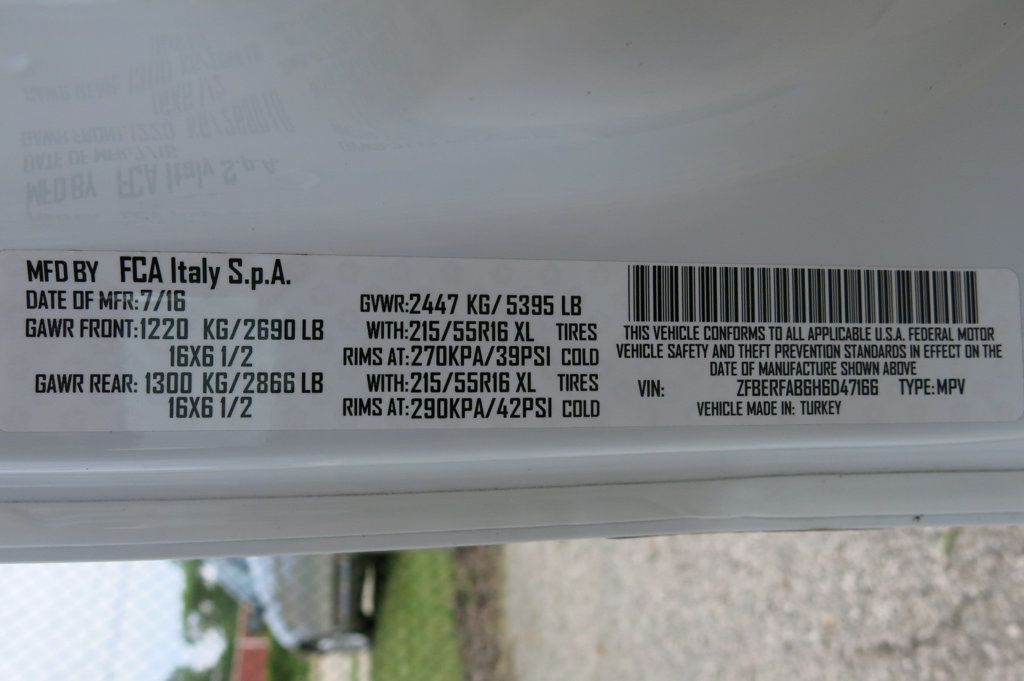 MFD BY FCA Italy S.p.A.
DATE OF MFR:7/16
GAWR FRONT:1220 KG/2690 LB
16X6 1/2
GAWR REAR: 1300 KG/2866 LB
16X6 1/2
GVWR:2447 KG/5395 LB
WITH:215/55R16 XL TIRES
RIMS AT:270KPA/39PSI COLD
WITH:215/55R16 XL TIRES
RIMS AT:290KPA/42PSI COLD
THIS VEHICLE CONFORMS TO ALL APPLICABLE U.S.A. FEDERAL MOTOR
VEHICLE SAFETY AND THEFT PREVENTION STANDARDS IN EFFECT ON THE
DATE OF MANUFACTURE SHOWN ABOVE
VIN: ZFBERFAB6H6D47166 TYPE:MPV
VEHICLE MADE IN: TURKEY